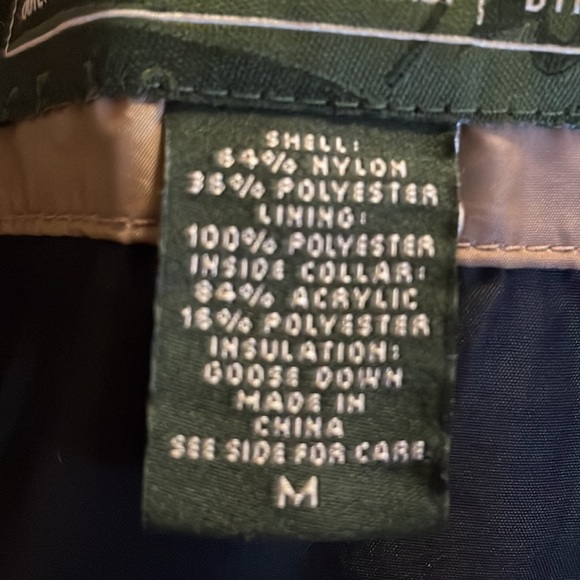 SHELL:
64% NYLON
36% POLYESTER
LINING:
100% POLYESTER
INSIDE COLLAR:
84% ACRYLIC
16% POLYESTER
INSULATION:
GOOSE DOWN
MADE IN
CHINA
SEE SIDE FOR CARE
M